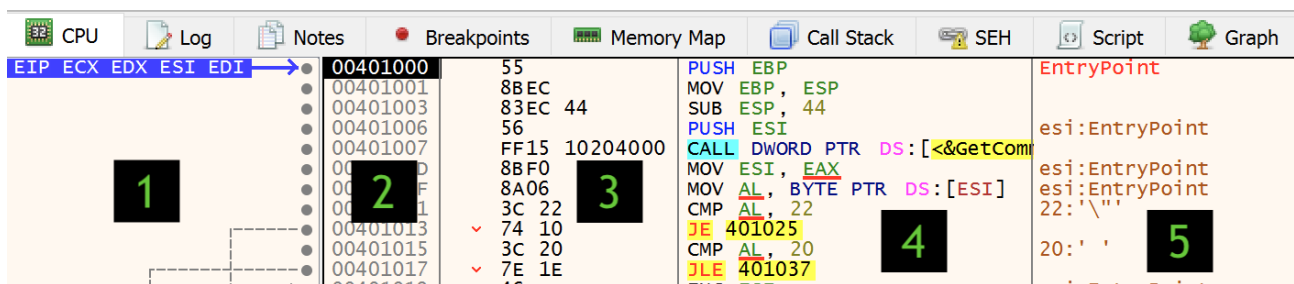 CPU Log Notes Breakpoints Memory Map Call Stack SEH Script Graph
EIP ECX EDX ESI EDI 00401000 55 PUSH EBP EntryPoint
00401001 8BEC MOV EBP, ESP
00401003 83EC 44 SUB ESP, 44
00401006 56 PUSH ESI esi:EntryPoint
00401007 FF15 10204000 CALL DWORD PTR DS:[<&GetComm
00 D 8BF0 MOV ESI, EAX esi:EntryPoint
00 F 8A06 MOV AL, BYTE PTR DS:[ESI] esi:EntryPoint
00 1 3C 22 CMP AL, 22 22:'\"'
00401013 74 10 JE 401025
00401015 3C 20 CMP AL, 20 20:' '
00401017 7E 1E JLE 401037
1 2 3 4 5